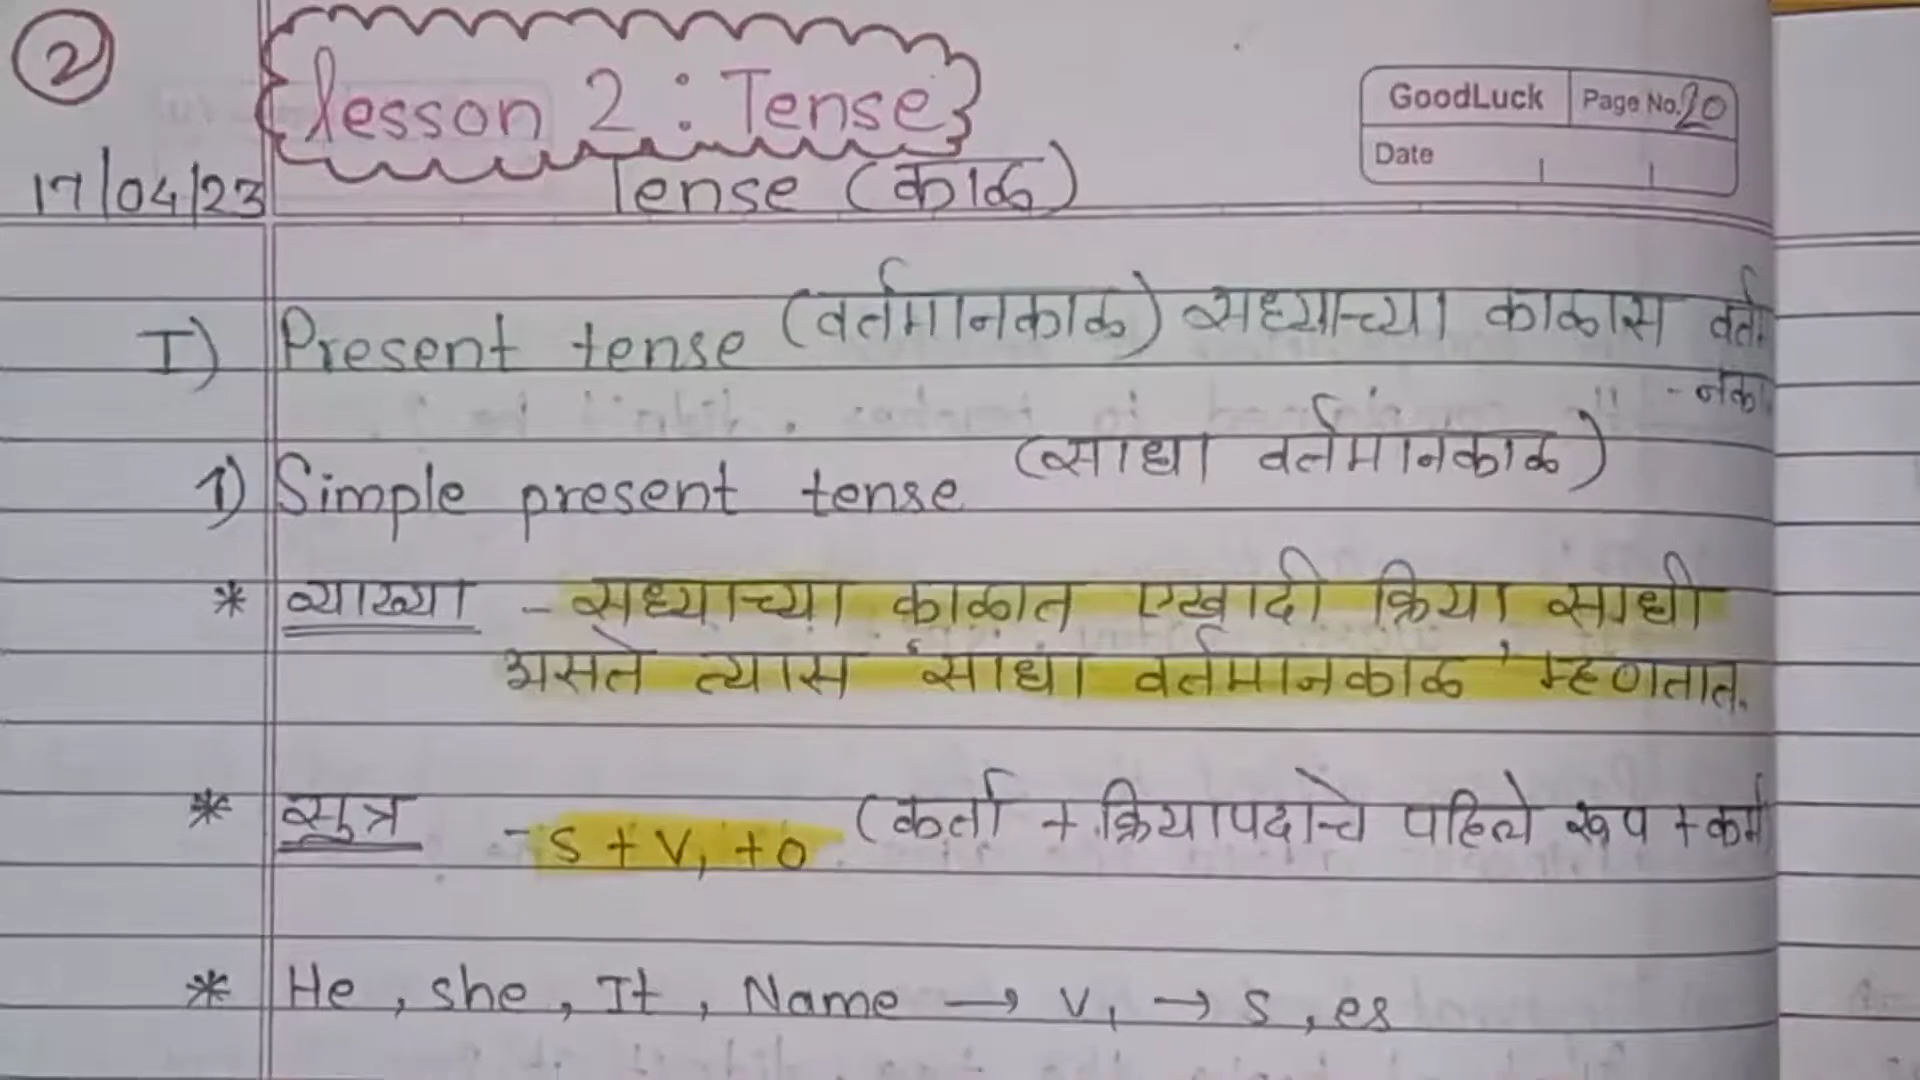 2
lesson 2 : Tense
GoodLuck Page No. 20
Date
17/04/23 Tense (काळ)
I) Present tense (वर्तमानकाळ) सध्याच्या काळास वर्त
- नका
1) Simple present tense (साधा वर्तमानकाळ)
* व्याख्या - सध्याच्या काळात एखादी क्रिया साधी
असते त्यास 'साधा वर्तमानकाळ' म्हणतात.
* सुत्र - S + V₁ + O (कर्ता + क्रियापदाचे पहिले रूप + कर्म
* He, she, It, Name → V₁ → s, es